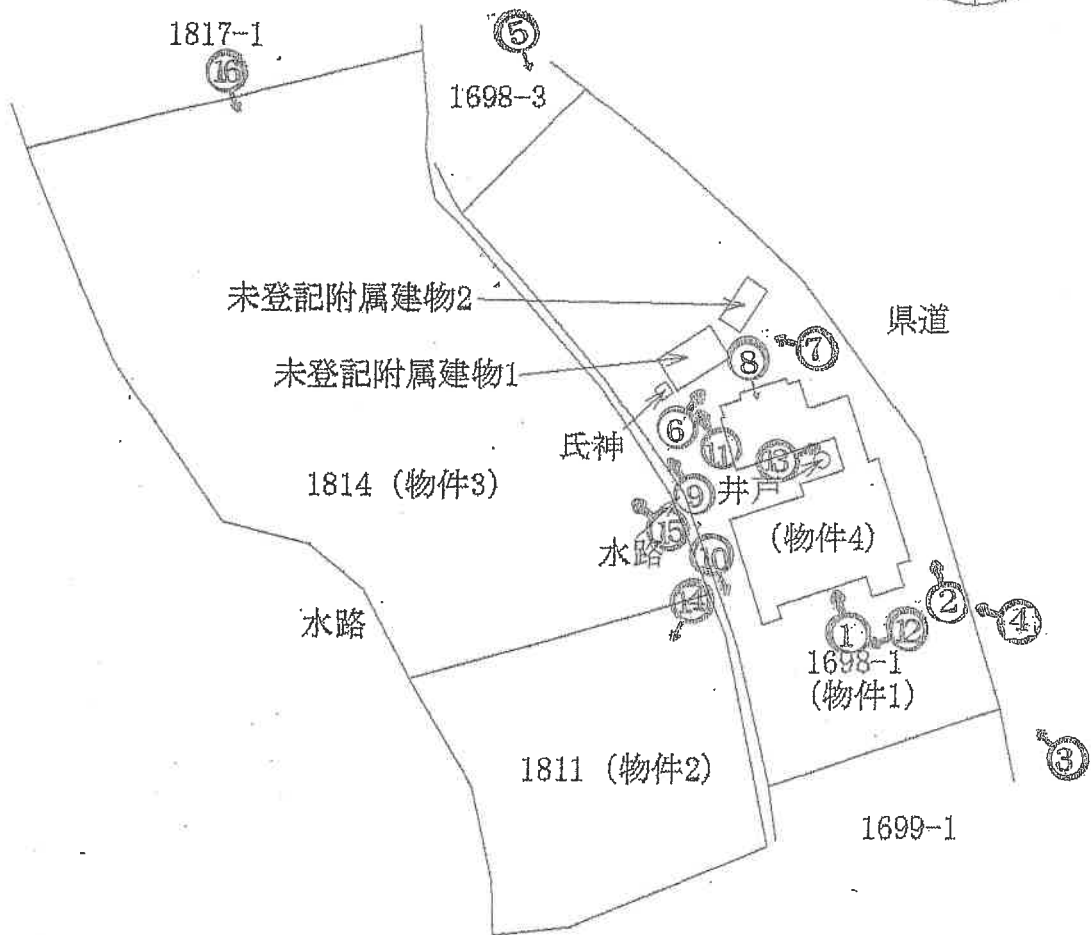 ⑤
1817-1
⑯
1698-3
未登記附属建物2
県道
⑦
⑧
未登記附属建物1
⑥
氏神
⑪
⑬
1814 (物件3)
⑨
井戸
⑮
(物件4)
水路
⑩
②
⑭
水路
①
⑫
④
1698-1
(物件1)
③
1811 (物件2)
1699-1